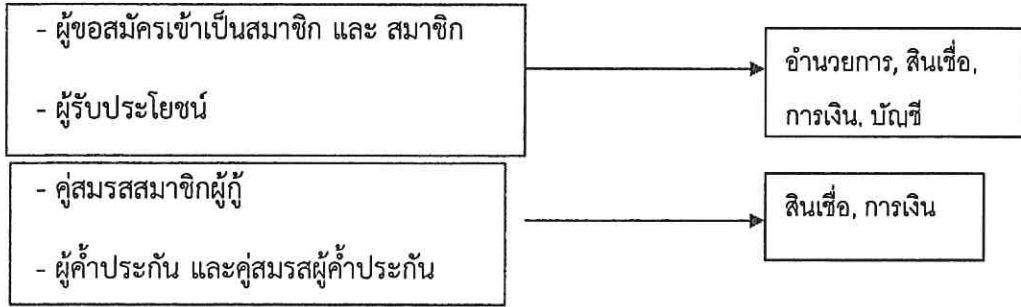 - ผู้ขอสมัครเข้าเป็นสมาชิก และ สมาชิก
- ผู้รับประโยชน์
อำนวยการ, สินเชื่อ,
การเงิน, บัญชี
- คู่สมรสสมาชิกผู้กู้
- ผู้ค้ำประกัน และคู่สมรสผู้ค้ำประกัน
สินเชื่อ, การเงิน